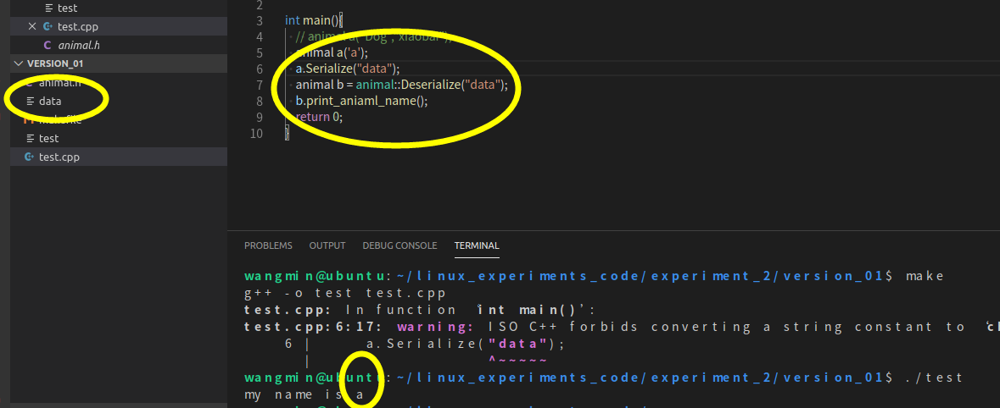 test
test.cpp
animal.h
VERSION_01
animal.h
data
makefile
test
test.cpp
2
3 int main(){
4 // animal a("Dog","xiaobai");
5 animal a('a');
6 a.Serialize("data");
7 animal b = animal::Deserialize("data");
8 b.print_aniaml_name();
9 return 0;
10 }
PROBLEMS OUTPUT DEBUG CONSOLE TERMINAL
wangmin@ubuntu:~/linux_experiments_code/experiment_2/version_01$ make
g++ -o test test.cpp
test.cpp: In function ‘int main()’:
test.cpp:6:17: warning: ISO C++ forbids converting a string constant to
6 | a.Serialize("data");
| ^~~~~~
wangmin@ubuntu:~/linux_experiments_code/experiment_2/version_01$ ./test
my name is a